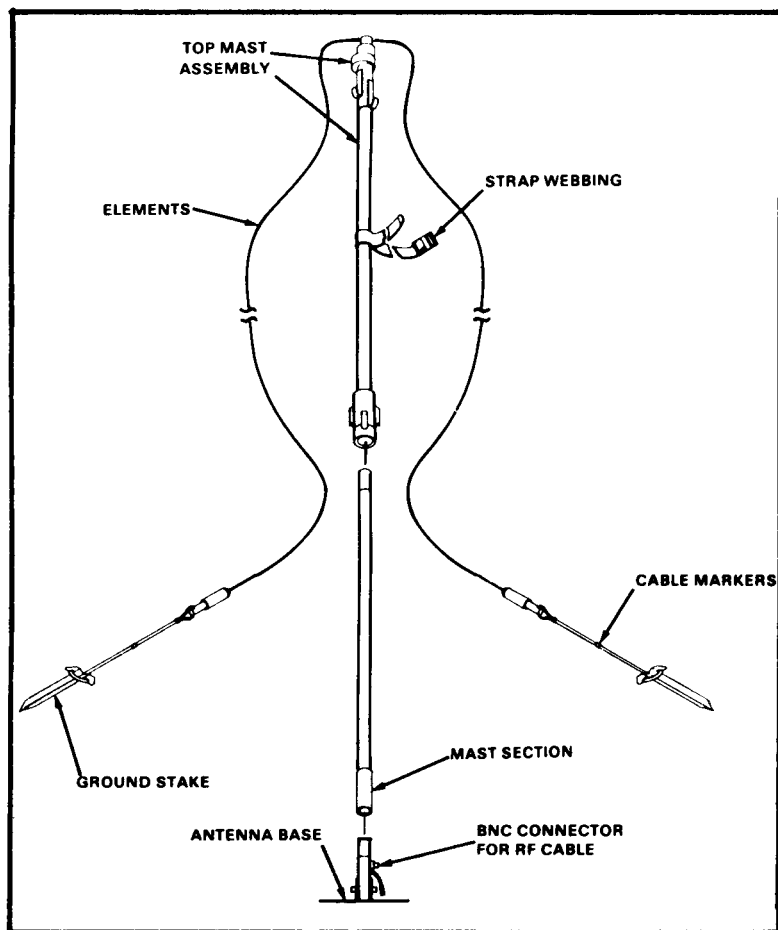 TOP MAST
ASSEMBLY
STRAP WEBBING
ELEMENTS
CABLE MARKERS
GROUND STAKE
MAST SECTION
ANTENNA BASE
BNC CONNECTOR
FOR RF CABLE